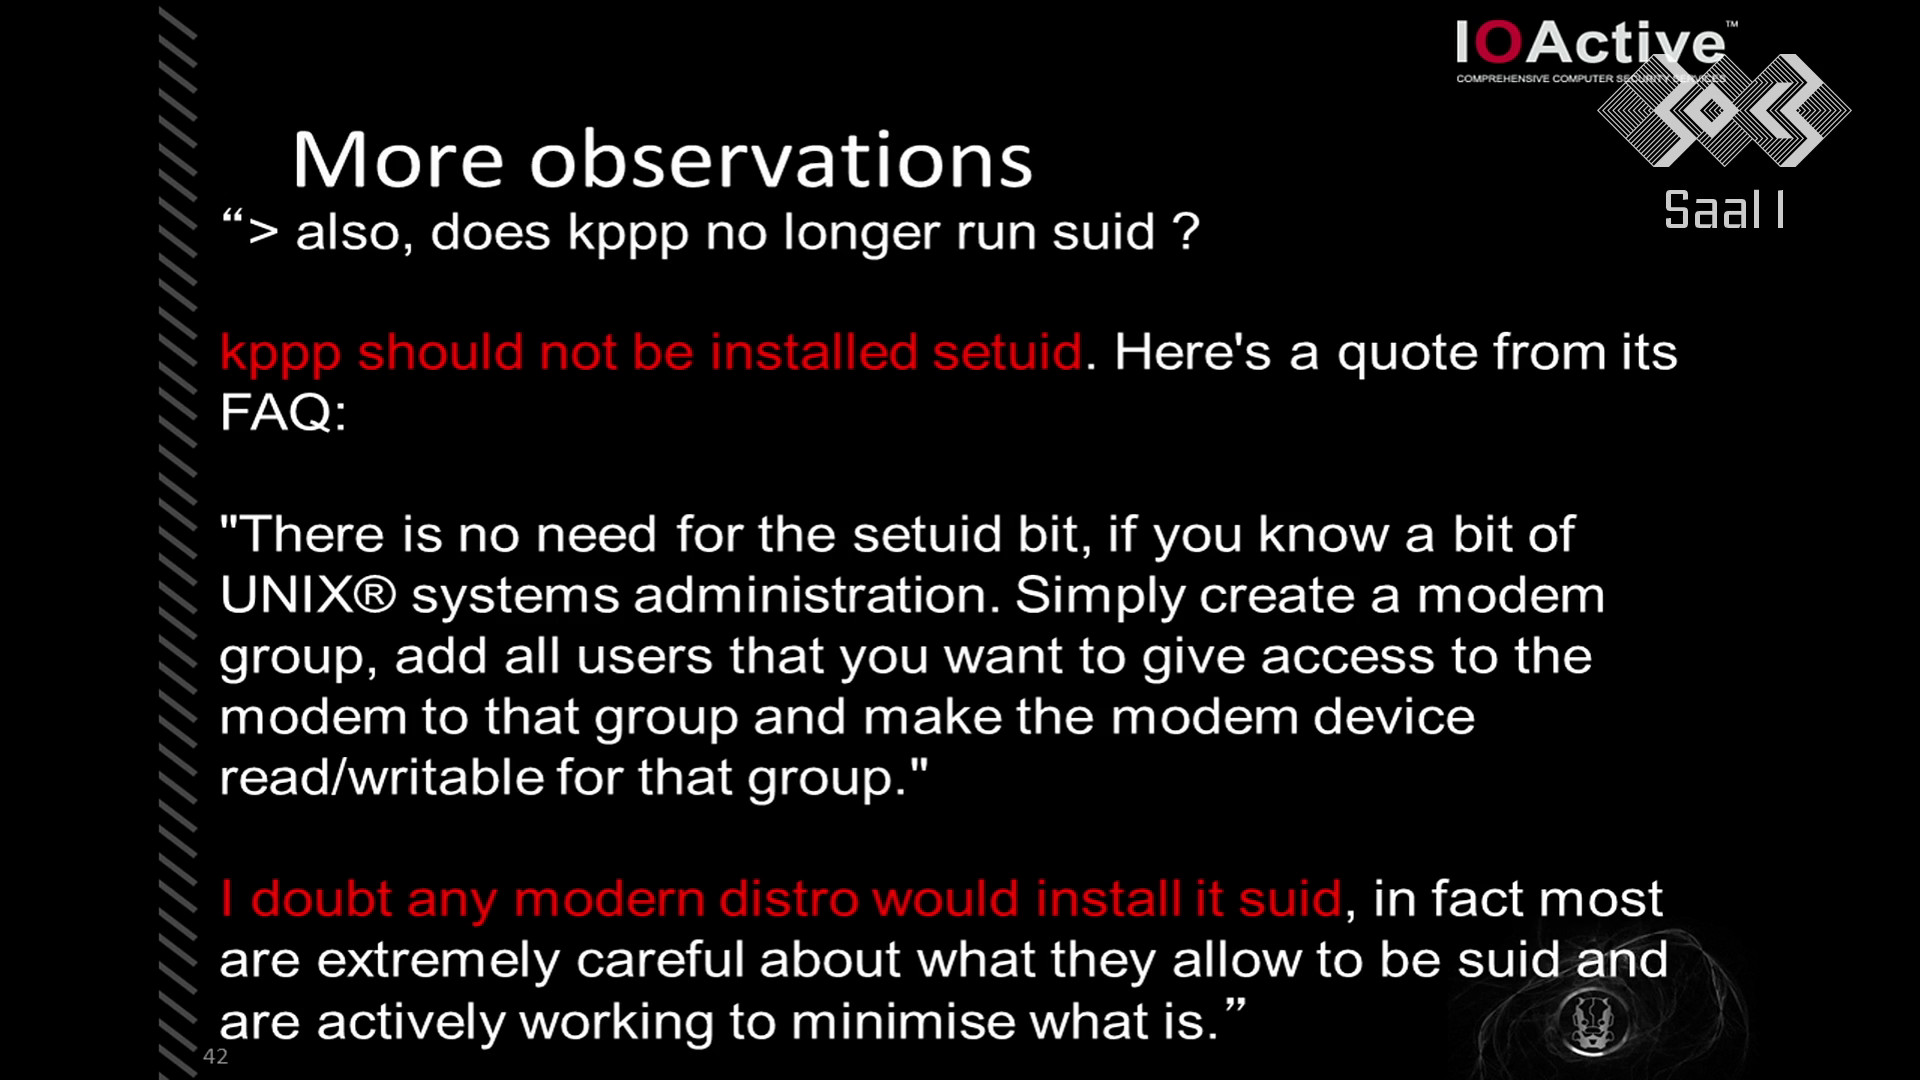 IOActive™
COMPREHENSIVE COMPUTER SECURITY SERVICES
Saal 1
More observations
“> also, does kppp no longer run suid ?
kppp should not be installed setuid. Here's a quote from its
FAQ:
"There is no need for the setuid bit, if you know a bit of
UNIX® systems administration. Simply create a modem
group, add all users that you want to give access to the
modem to that group and make the modem device
read/writable for that group."
I doubt any modern distro would install it suid, in fact most
are extremely careful about what they allow to be suid and
are actively working to minimise what is.”
42